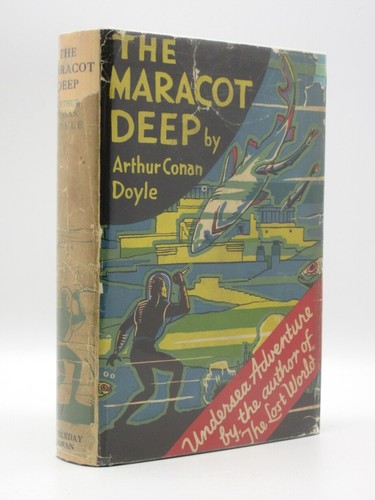 THE
MARACOT
DEEP
THE
MARACOT
DEEP by
Arthur Conan
Doyle
Undersea Adventure
by the author of
The Lost World